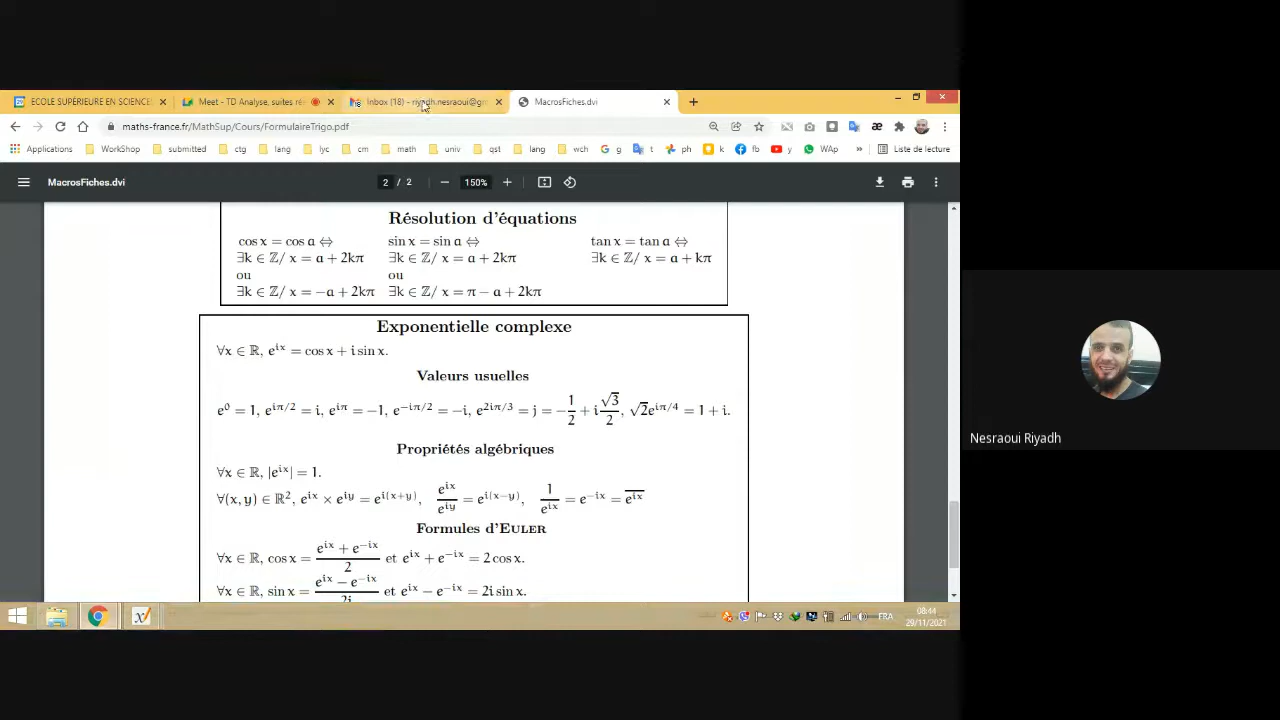 ECOLE SUPÉRIEURE EN SCIENCE
Meet - TD Analyse, suites ré
Inbox (18) - riyadh.nesraoui@gm
MacrosFiches.dvi
maths-france.fr/MathSup/Cours/FormulaireTrigo.pdf
Applications WorkShop submitted ctg lang lyc cm math univ qst lang wch g t ph k fb y WAp » Liste de lecture
MacrosFiches.dvi 2 / 2 150%
Résolution d'équations
cos x = cos a ⇔ sin x = sin a ⇔ tan x = tan a ⇔
∃k ∈ ℤ/ x = a + 2kπ ∃k ∈ ℤ/ x = a + 2kπ ∃k ∈ ℤ/ x = a + kπ
ou ou
∃k ∈ ℤ/ x = −a + 2kπ ∃k ∈ ℤ/ x = π − a + 2kπ
Exponentielle complexe
∀x ∈ ℝ, e^{ix} = cos x + i sin x.
Valeurs usuelles
e^0 = 1, e^{iπ/2} = i, e^{iπ} = −1, e^{−iπ/2} = −i, e^{2iπ/3} = j = −1/2 + i √3/2, √2e^{iπ/4} = 1 + i.
Propriétés algébriques
∀x ∈ ℝ, |e^{ix}| = 1.
∀(x, y) ∈ ℝ², e^{ix} × e^{iy} = e^{i(x+y)}, e^{ix}/e^{iy} = e^{i(x−y)}, 1/e^{ix} = e^{−ix} = \overline{e^{ix}}
Formules d'EULER
∀x ∈ ℝ, cos x = (e^{ix} + e^{−ix})/2 et e^{ix} + e^{−ix} = 2 cos x.
∀x ∈ ℝ, sin x = (e^{ix} − e^{−ix})/2i et e^{ix} − e^{−ix} = 2i sin x.
Nesraoui Riyadh
FRA
08:44
29/11/2021